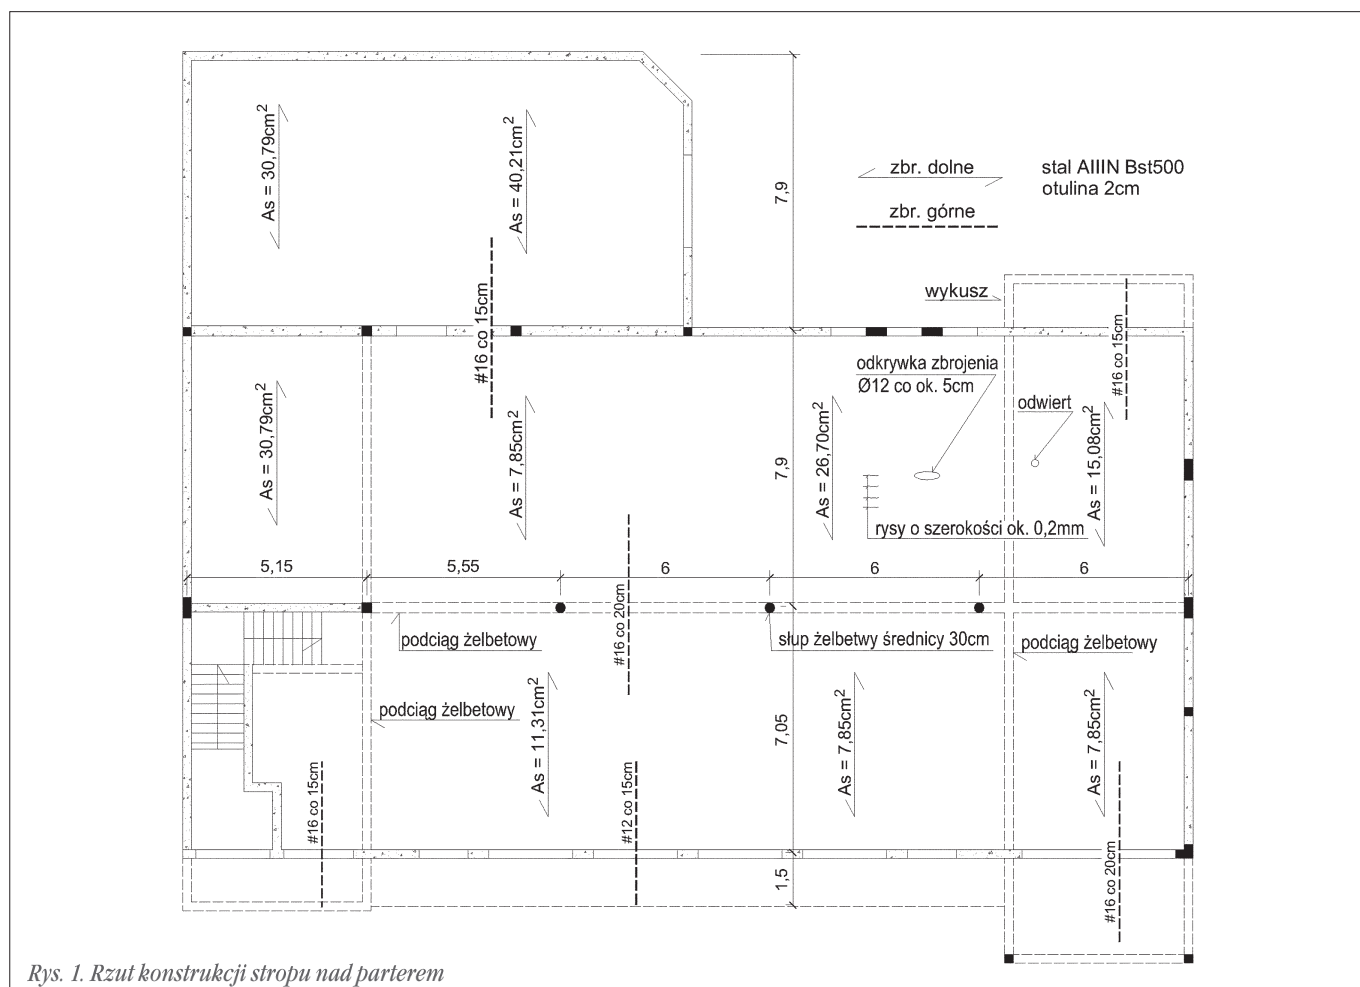 As = 30,79cm²
As = 40,21cm²
7,9
zbr. dolne
stal AIIIN Bst500
otulina 2cm
zbr. górne
wykusz
#16 co 15cm
#16 co 15cm
odkrywka zbrojenia
Ø12 co ok. 5cm
odwiert
As = 30,79cm²
As = 7,85cm²
7,9
As = 26,70cm²
As = 15,08cm²
rysy o szerokości ok. 0,2mm
5,15
5,55
6
6
6
#16 co 20cm
podciąg żelbetowy
słup żelbetwy średnicy 30cm
podciąg żelbetowy
podciąg żelbetowy
As = 11,31cm²
7,05
As = 7,85cm²
As = 7,85cm²
#16 co 15cm
#12 co 15cm
1,5
#16 co 20cm
Rys. 1. Rzut konstrukcji stropu nad parterem